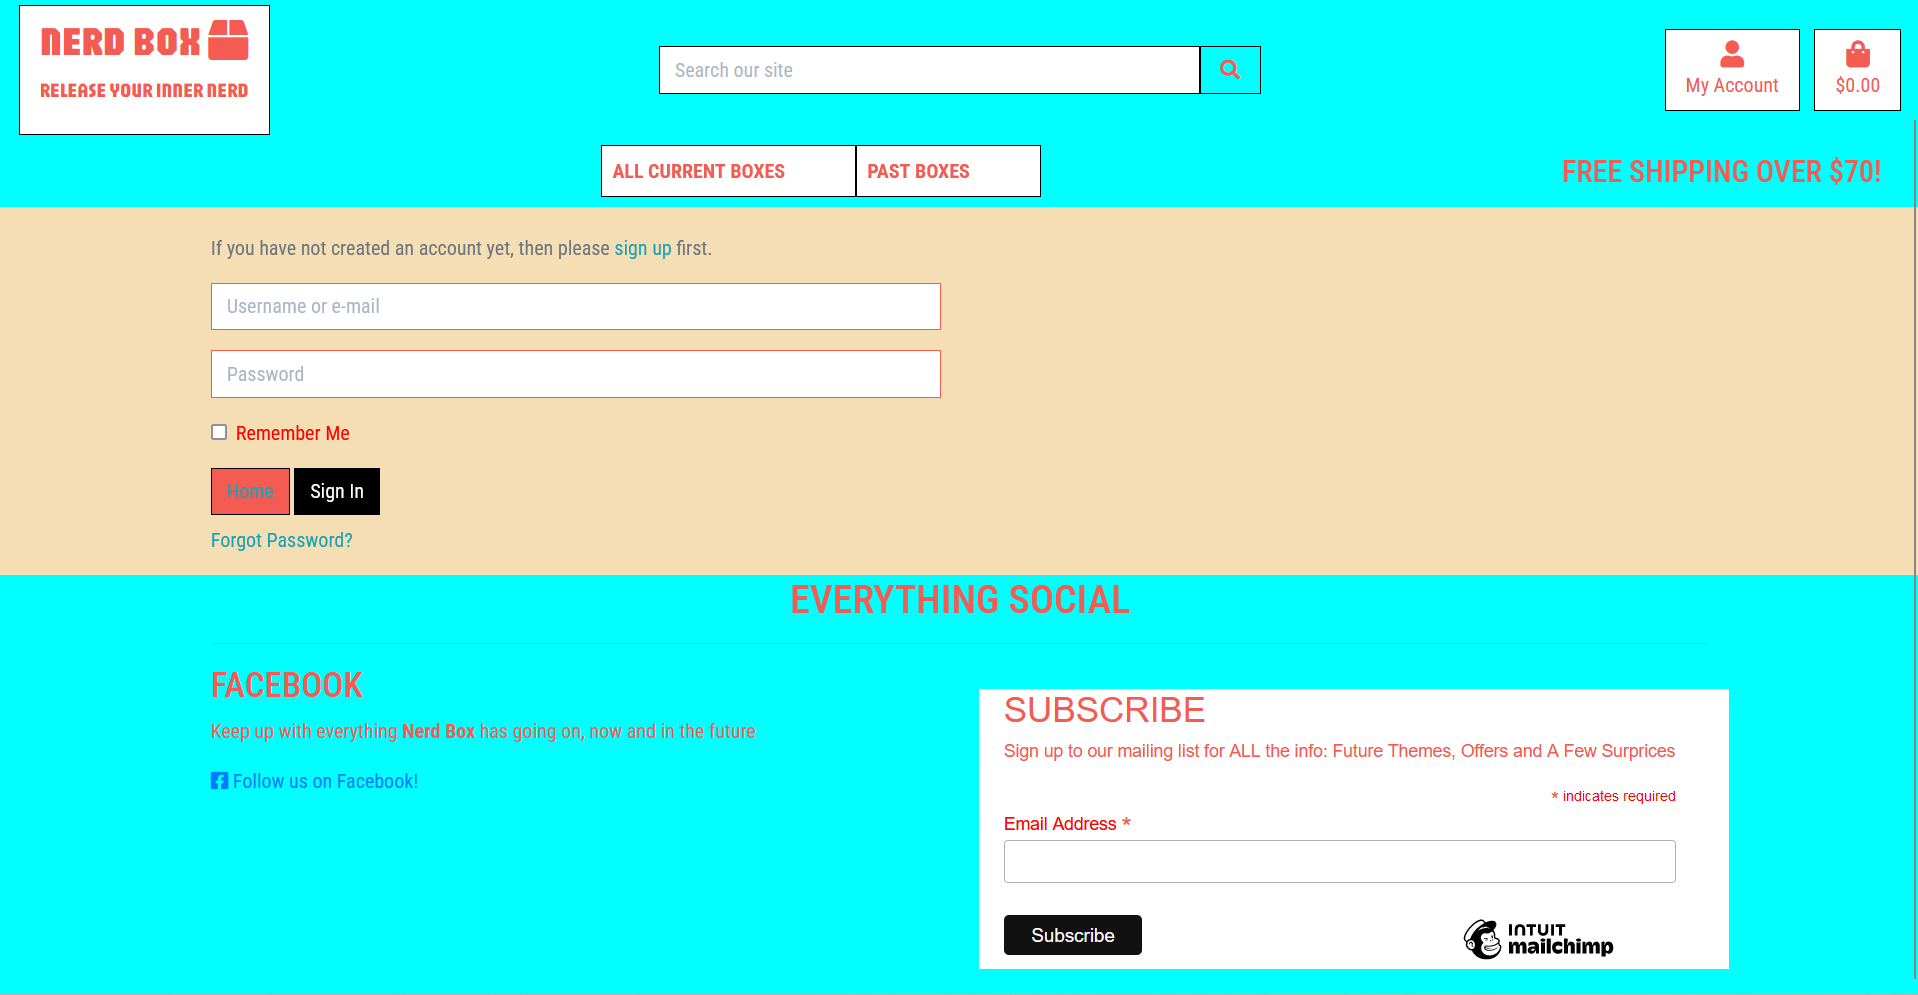 NERD BOX
RELEASE YOUR INNER NERD
Search our site
My Account
$0.00
ALL CURRENT BOXES
PAST BOXES
FREE SHIPPING OVER $70!
If you have not created an account yet, then please sign up first.
Username or e-mail
Password
Remember Me
Home
Sign In
Forgot Password?
EVERYTHING SOCIAL
FACEBOOK
Keep up with everything Nerd Box has going on, now and in the future
Follow us on Facebook!
SUBSCRIBE
Sign up to our mailing list for ALL the info: Future Themes, Offers and A Few Surprices
* indicates required
Email Address *
Subscribe
INTUIT
mailchimp